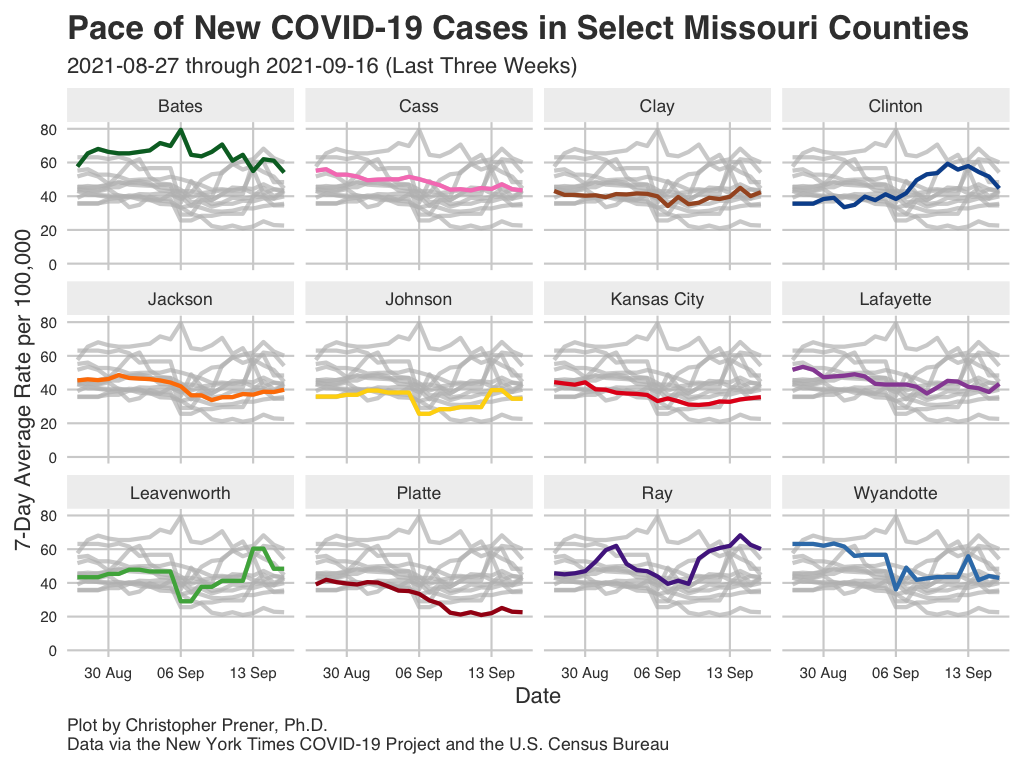 Pace of New COVID-19 Cases in Select Missouri Counties
2021-08-27 through 2021-09-16 (Last Three Weeks)
7-Day Average Rate per 100,000
Bates
Cass
Clay
Clinton
80
60
40
20
0
Jackson
Johnson
Kansas City
Lafayette
80
60
40
20
0
Leavenworth
Platte
Ray
Wyandotte
80
60
40
20
0
30 Aug
06 Sep
13 Sep
30 Aug
06 Sep
13 Sep
30 Aug
06 Sep
13 Sep
30 Aug
06 Sep
13 Sep
Date
Plot by Christopher Prener, Ph.D.
Data via the New York Times COVID-19 Project and the U.S. Census Bureau